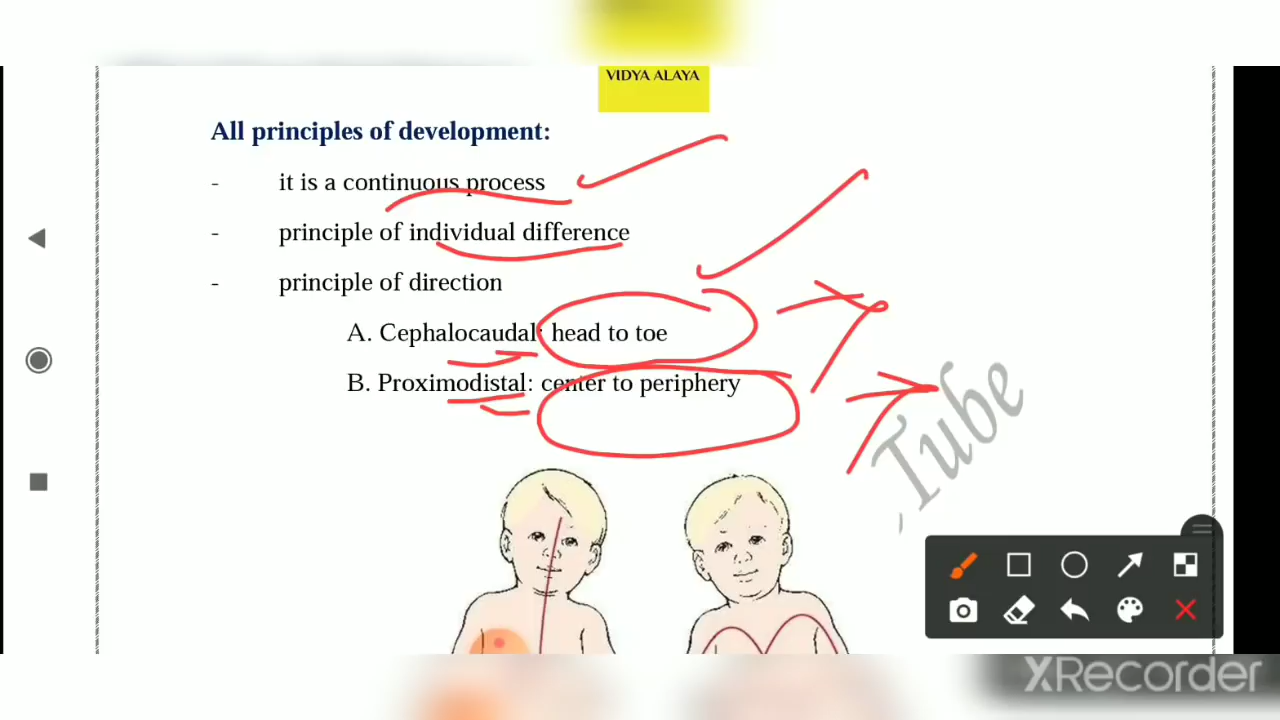 VIDYA ALAYA
All principles of development:
- it is a continuous process
- principle of individual difference
- principle of direction
A. Cephalocaudal: head to toe
B. Proximodistal: center to periphery
Tube
XRecorder